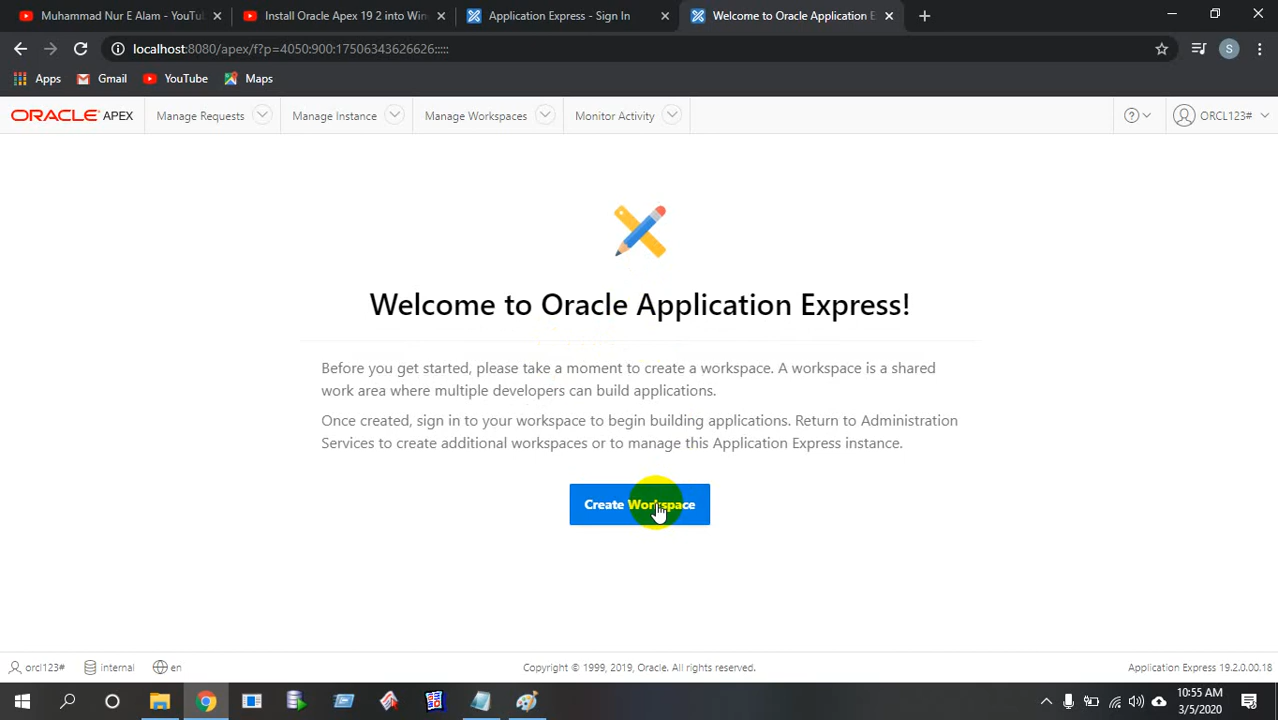 Muhammad Nur E Alam - YouTu
Install Oracle Apex 19 2 into Win
Application Express - Sign In
Welcome to Oracle Application E
localhost:8080/apex/f?p=4050:900:17506343626626:::::
S
Apps
Gmail
YouTube
Maps
ORACLE APEX
Manage Requests
Manage Instance
Manage Workspaces
Monitor Activity
ORCL123#
Welcome to Oracle Application Express!
Before you get started, please take a moment to create a workspace. A workspace is a shared
work area where multiple developers can build applications.
Once created, sign in to your workspace to begin building applications. Return to Administration
Services to create additional workspaces or to manage this Application Express instance.
Create Workspace
orcl123#
internal
en
Copyright © 1999, 2019, Oracle. All rights reserved.
Application Express 19.2.0.00.18
10:55 AM
3/5/2020